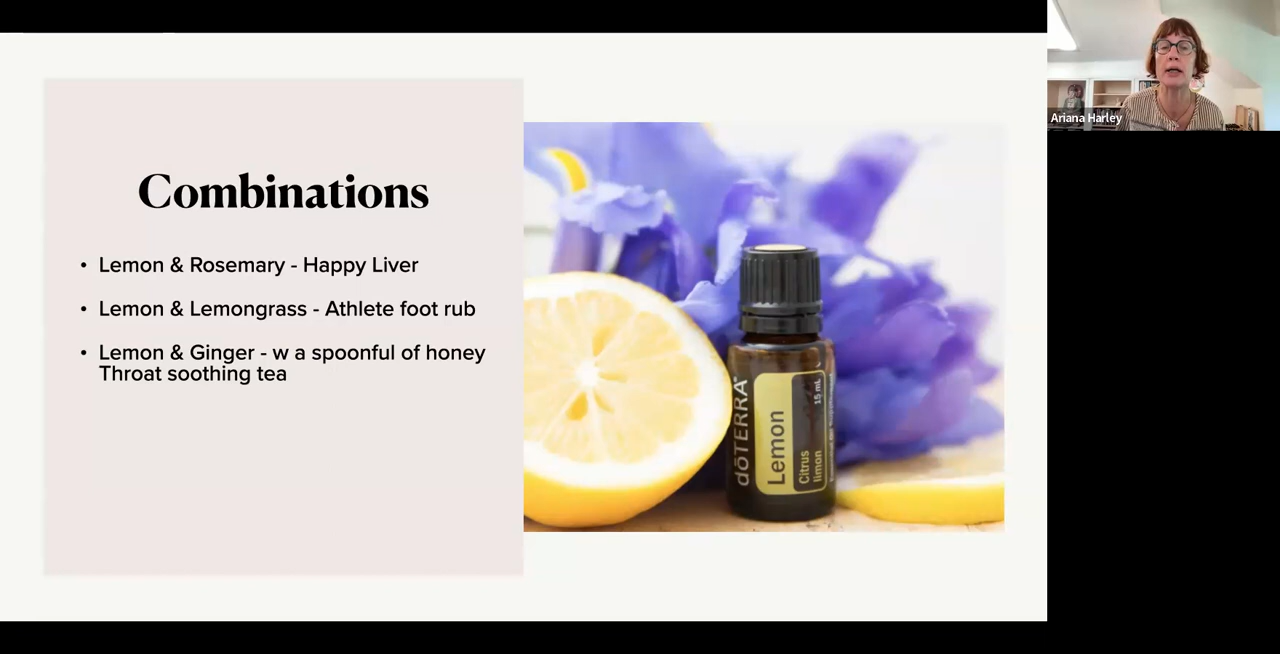 Combinations
• Lemon & Rosemary - Happy Liver
• Lemon & Lemongrass - Athlete foot rub
• Lemon & Ginger - w a spoonful of honey
Throat soothing tea
dōTERRA®
Lemon
Citrus
limon
15 mL
Ariana Harley